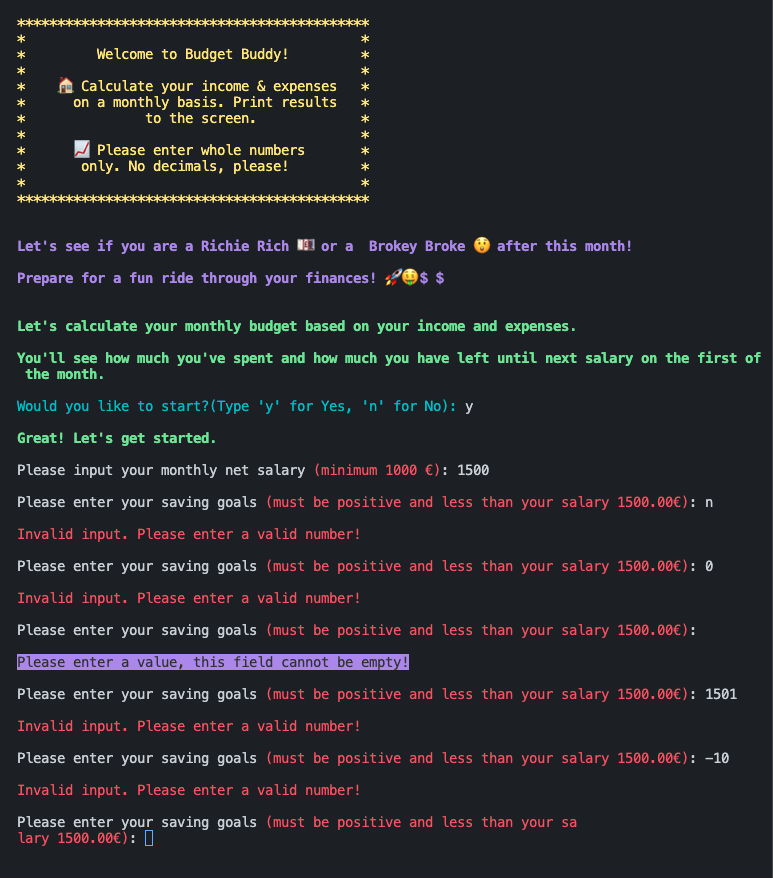 ********************************************
* *
* Welcome to Budget Buddy! *
* *
* 🏠 Calculate your income & expenses *
* on a monthly basis. Print results *
* to the screen. *
* *
* 📈 Please enter whole numbers *
* only. No decimals, please! *
* *
********************************************
Let's see if you are a Richie Rich 💵 or a  Brokey Broke 😲 after this month!
Prepare for a fun ride through your finances! 🚀🤑$ $
Let's calculate your monthly budget based on your income and expenses.
You'll see how much you've spent and how much you have left until next salary on the first of
the month.
Would you like to start?(Type 'y' for Yes, 'n' for No): y
Great! Let's get started.
Please input your monthly net salary (minimum 1000 €): 1500
Please enter your saving goals (must be positive and less than your salary 1500.00€): n
Invalid input. Please enter a valid number!
Please enter your saving goals (must be positive and less than your salary 1500.00€): 0
Invalid input. Please enter a valid number!
Please enter your saving goals (must be positive and less than your salary 1500.00€):
Please enter a value, this field cannot be empty!
Please enter your saving goals (must be positive and less than your salary 1500.00€): 1501
Invalid input. Please enter a valid number!
Please enter your saving goals (must be positive and less than your salary 1500.00€): -10
Invalid input. Please enter a valid number!
Please enter your saving goals (must be positive and less than your sa
lary 1500.00€):